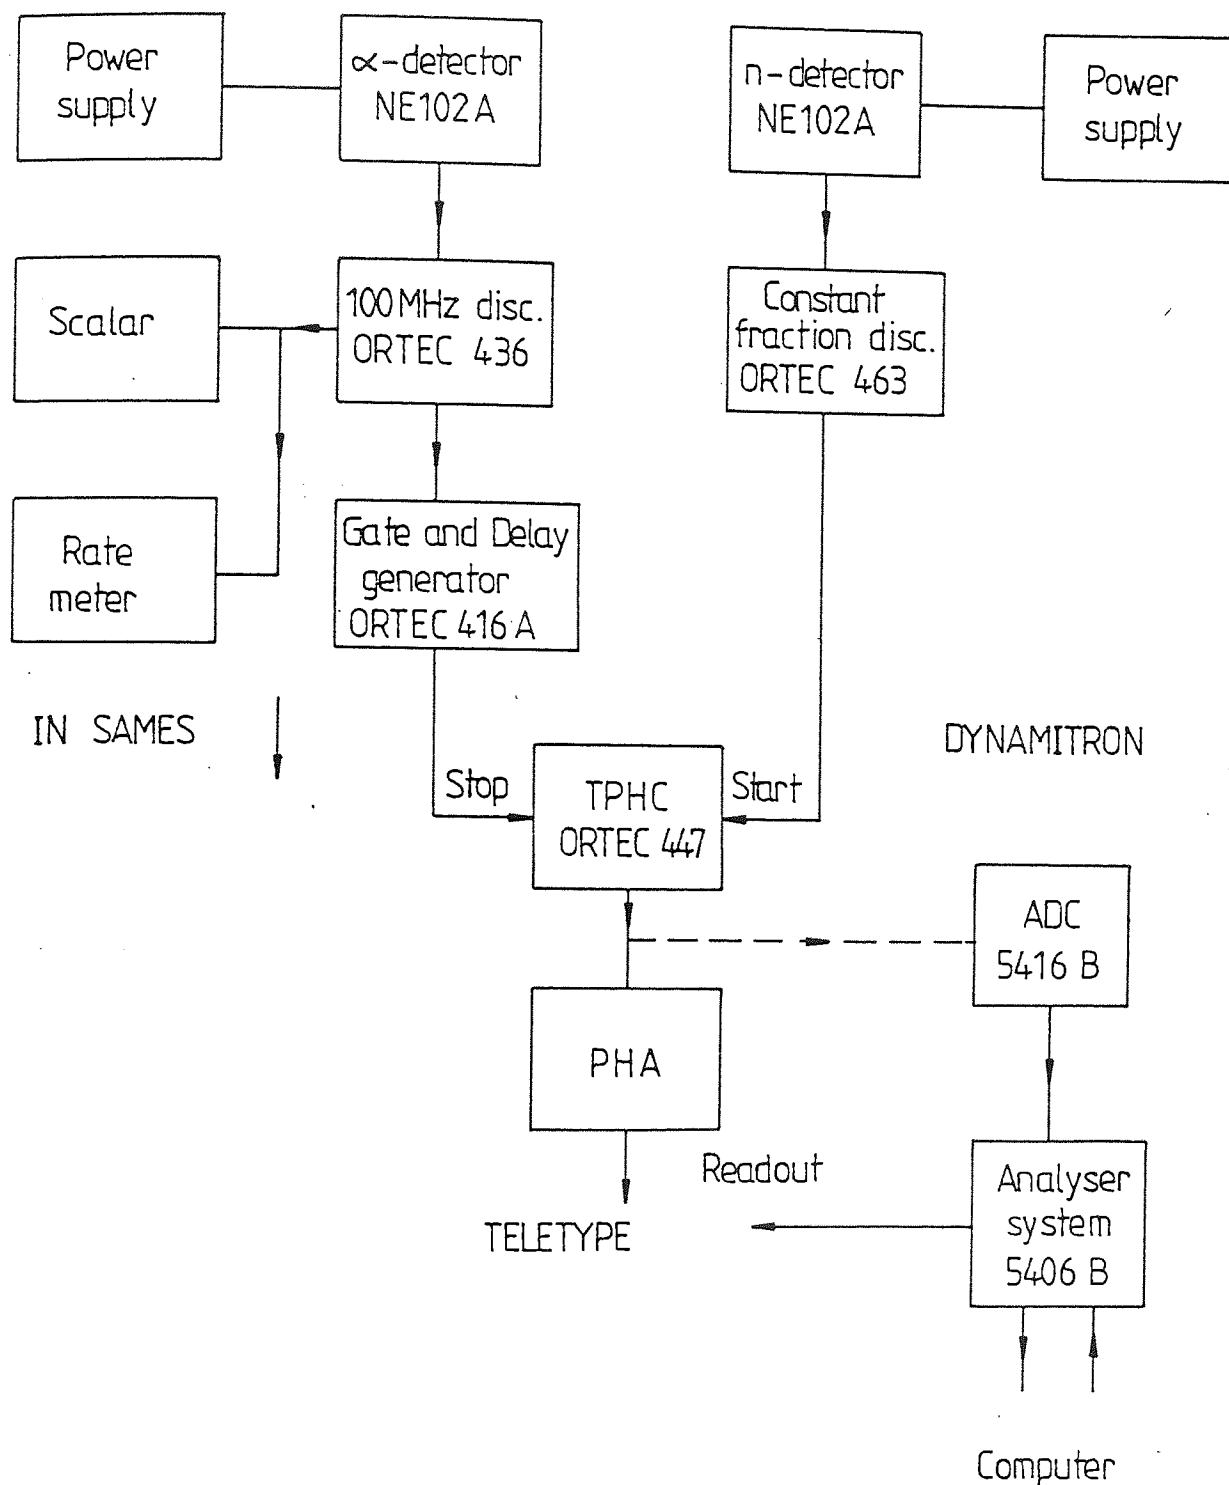 Power
supply
∝-detector
NE102A
n-detector
NE102A
Power
supply
Scalar
100MHz disc.
ORTEC 436
Constant
fraction disc.
ORTEC 463
Rate
meter
Gate and Delay
generator
ORTEC 416A
IN SAMES
DYNAMITRON
Stop
TPHC
ORTEC 447
Start
ADC
5416 B
PHA
Readout
TELETYPE
Analyser
system
5406 B
Computer